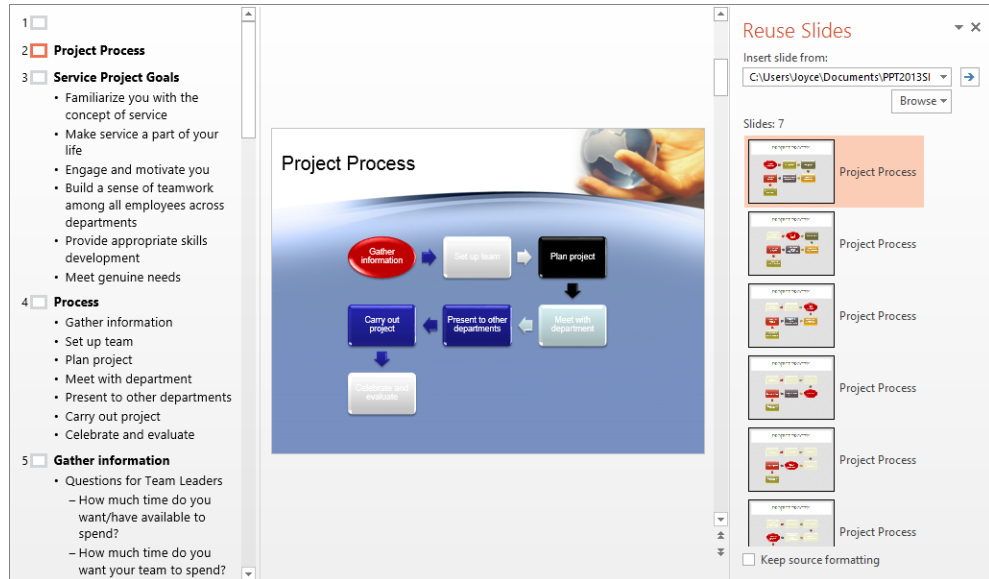 1
2 Project Process
3 Service Project Goals
• Familiarize you with the
concept of service
• Make service a part of your
life
• Engage and motivate you
• Build a sense of teamwork
among all employees across
departments
• Provide appropriate skills
development
• Meet genuine needs
4 Process
• Gather information
• Set up team
• Plan project
• Meet with department
• Present to other departments
• Carry out project
• Celebrate and evaluate
5 Gather information
• Questions for Team Leaders
– How much time do you
want/have available to
spend?
– How much time do you
want your team to spend?
Project Process
Gather
information
Set up team
Plan project
Carry out
project
Present to other
departments
Meet with
department
Celebrate and
evaluate
Reuse Slides
Insert slide from:
C:\Users\Joyce\Documents\PPT2013SI
Browse
Slides: 7
Project Process
Project Process
Project Process
Project Process
Project Process
Project Process
Keep source formatting